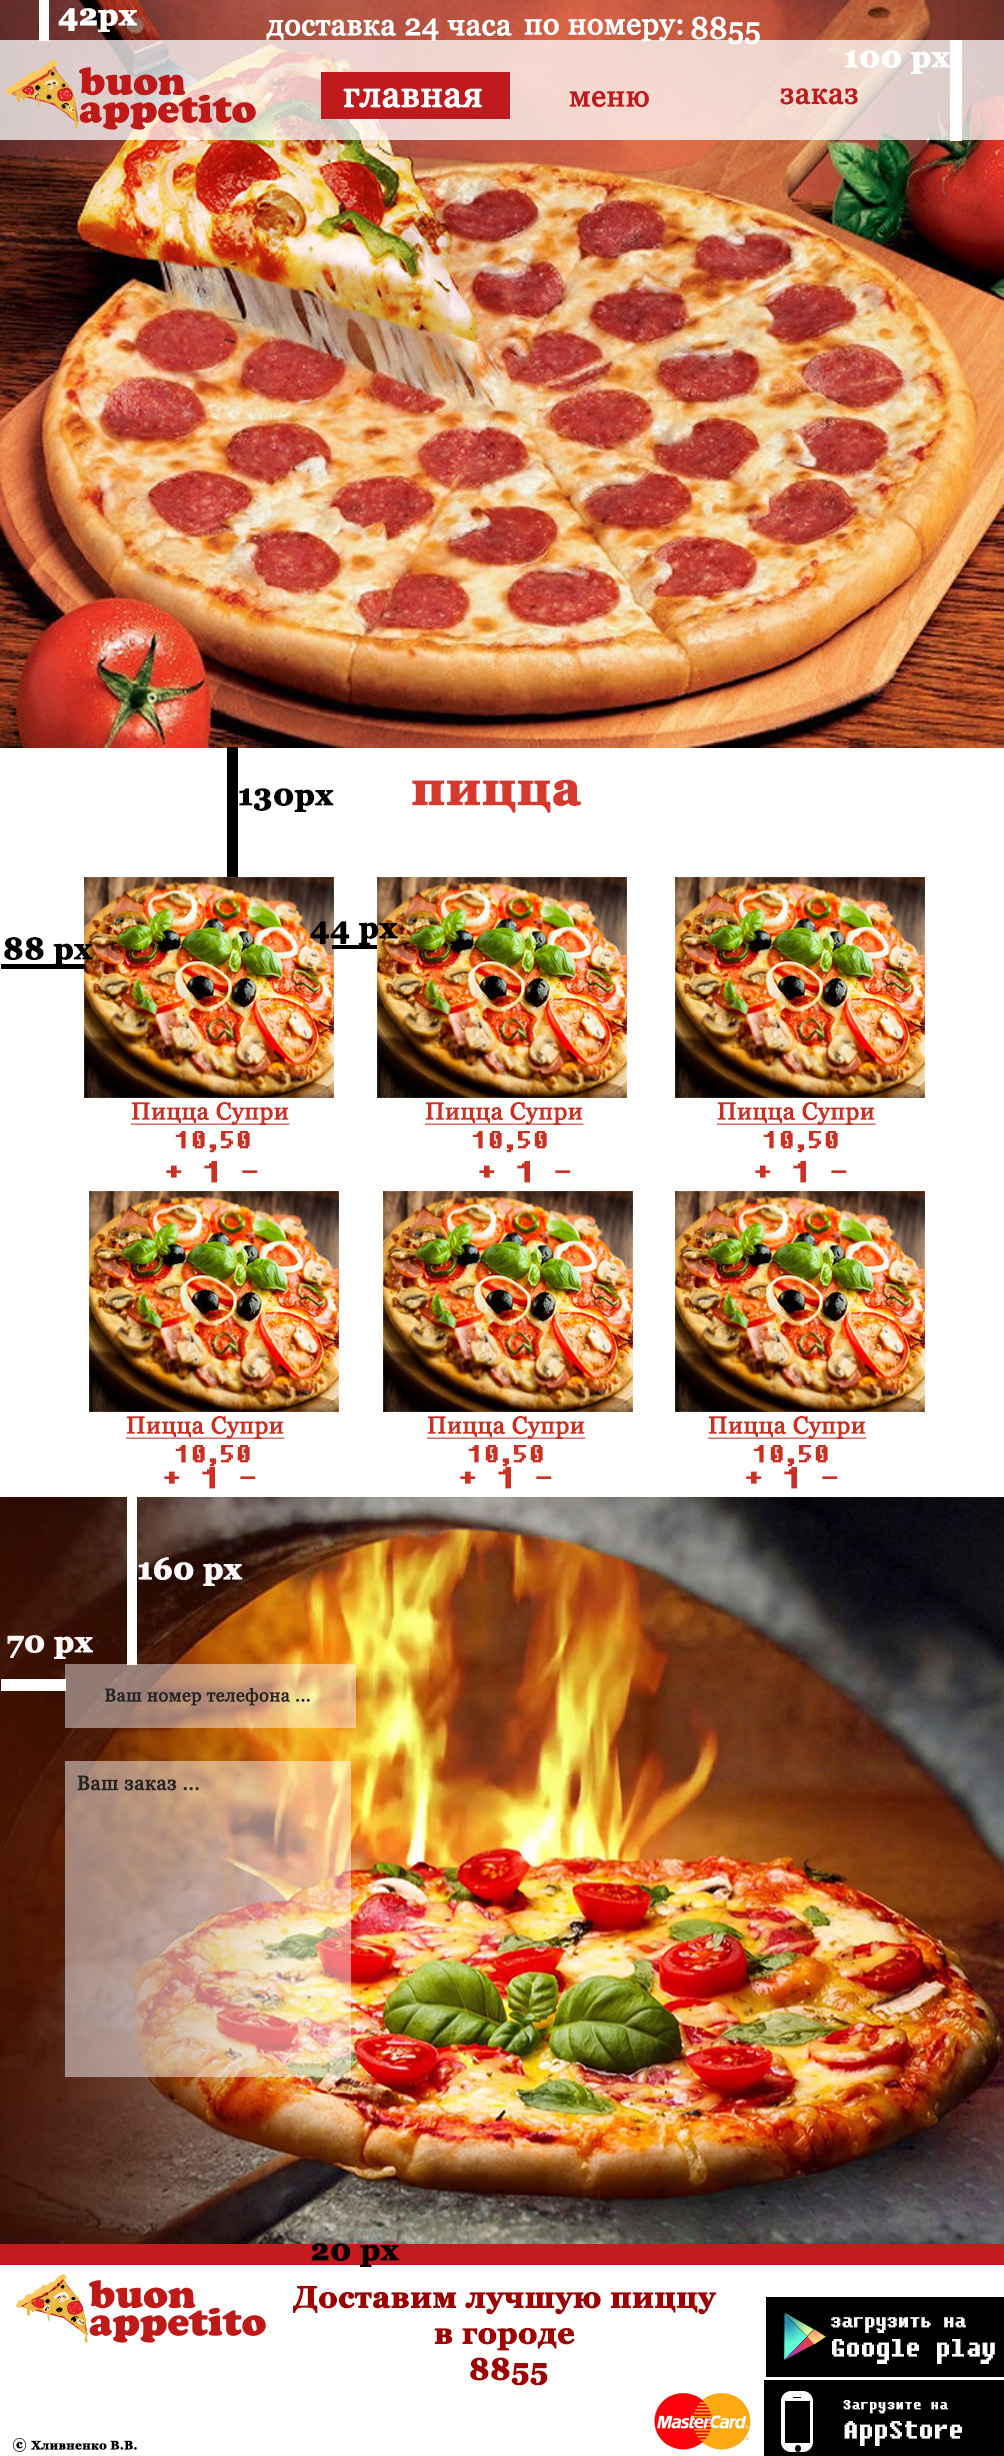 42px
доставка 24 часа по номеру: 8855
100 px
buon
appetito
главная
меню
заказ
130px
пицца
88 px
44 px
Пицца Супри
Пицца Супри
Пицца Супри
10,50
10,50
10,50
+ 1 -
+ 1 -
+ 1 -
Пицца Супри
Пицца Супри
Пицца Супри
10,50
10,50
10,50
+ 1 -
+ 1 -
+ 1 -
160 px
70 px
Ваш номер телефона ...
Ваш заказ ...
20 px
buon
appetito
Доставим лучшую пиццу
в городе
8855
загрузить на
Google play
MasterCard
Загрузите на
AppStore
© Хливненко В.В.